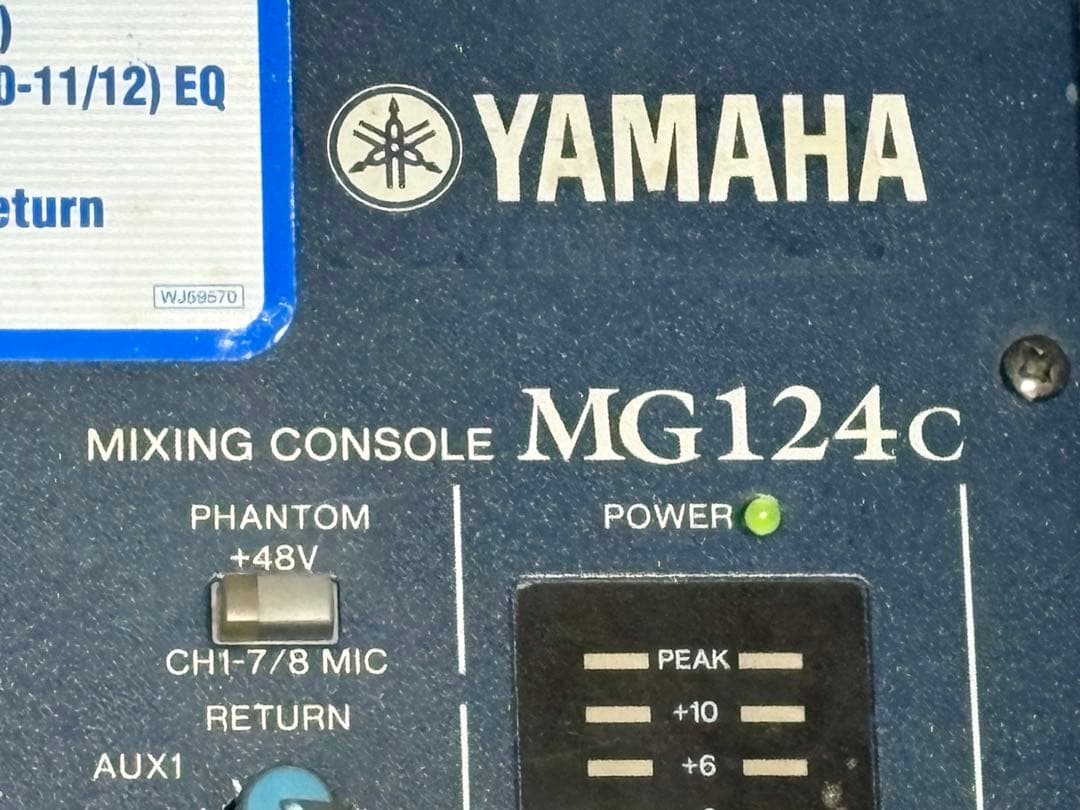 )
0-11/12) EQ
eturn
WJ69570
YAMAHA
MIXING CONSOLE MG124C
PHANTOM
+48V
CH1-7/8 MIC
RETURN
AUX1
POWER
PEAK
+10
+6